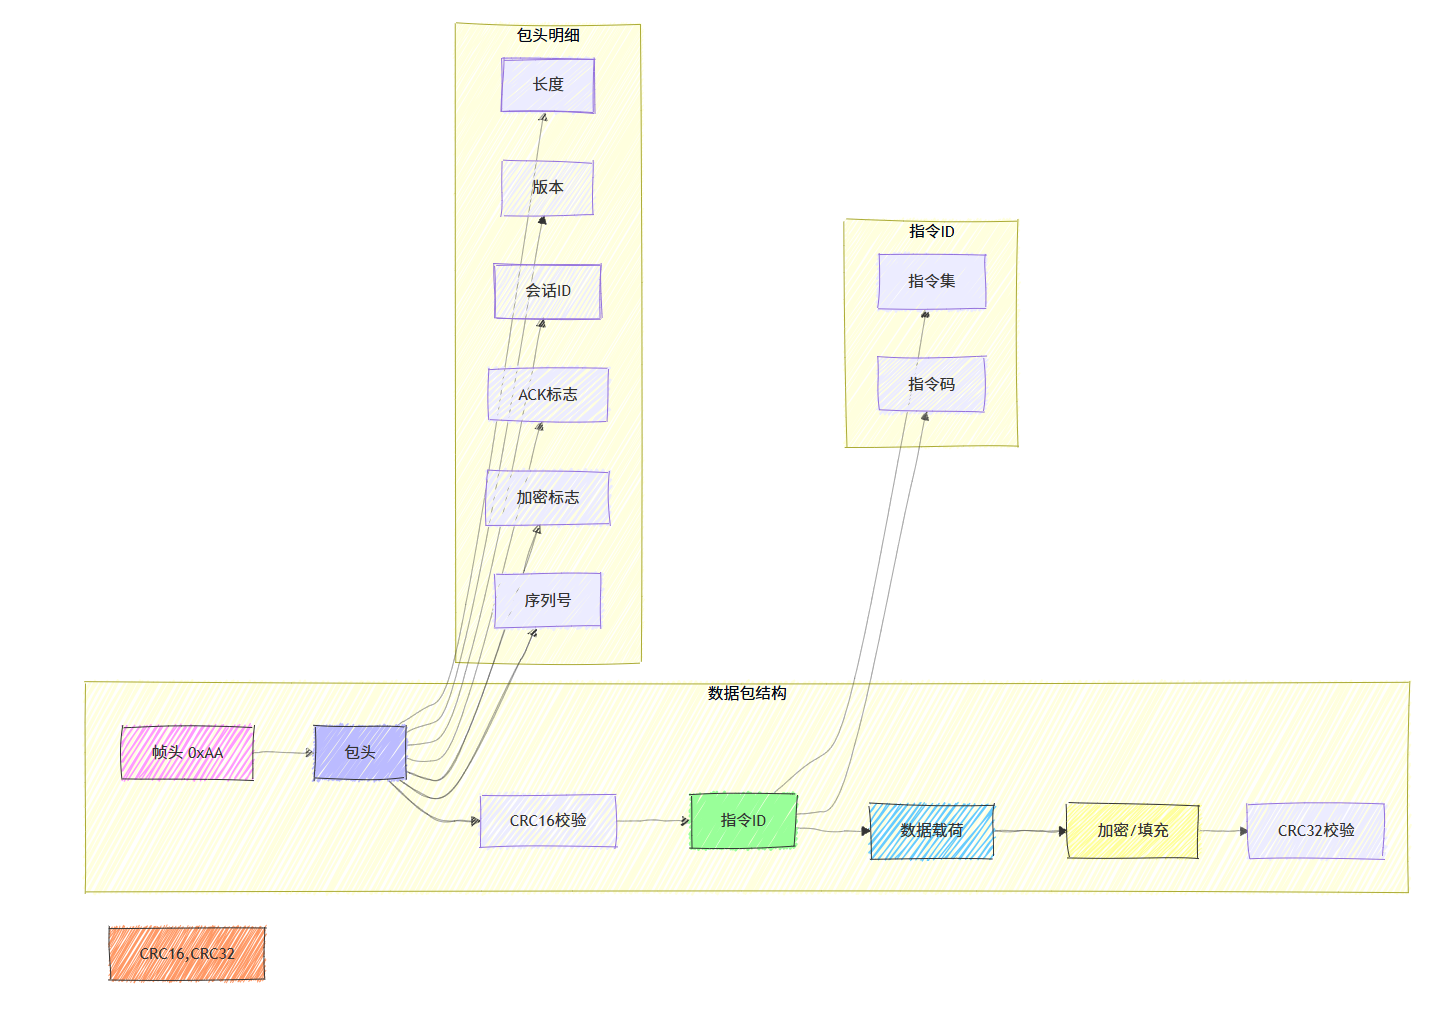 包头明细
长度
版本
会话ID
ACK标志
加密标志
序列号
指令ID
指令集
指令码
数据包结构
帧头 0xAA
包头
CRC16校验
指令ID
数据载荷
加密/填充
CRC32校验
CRC16,CRC32